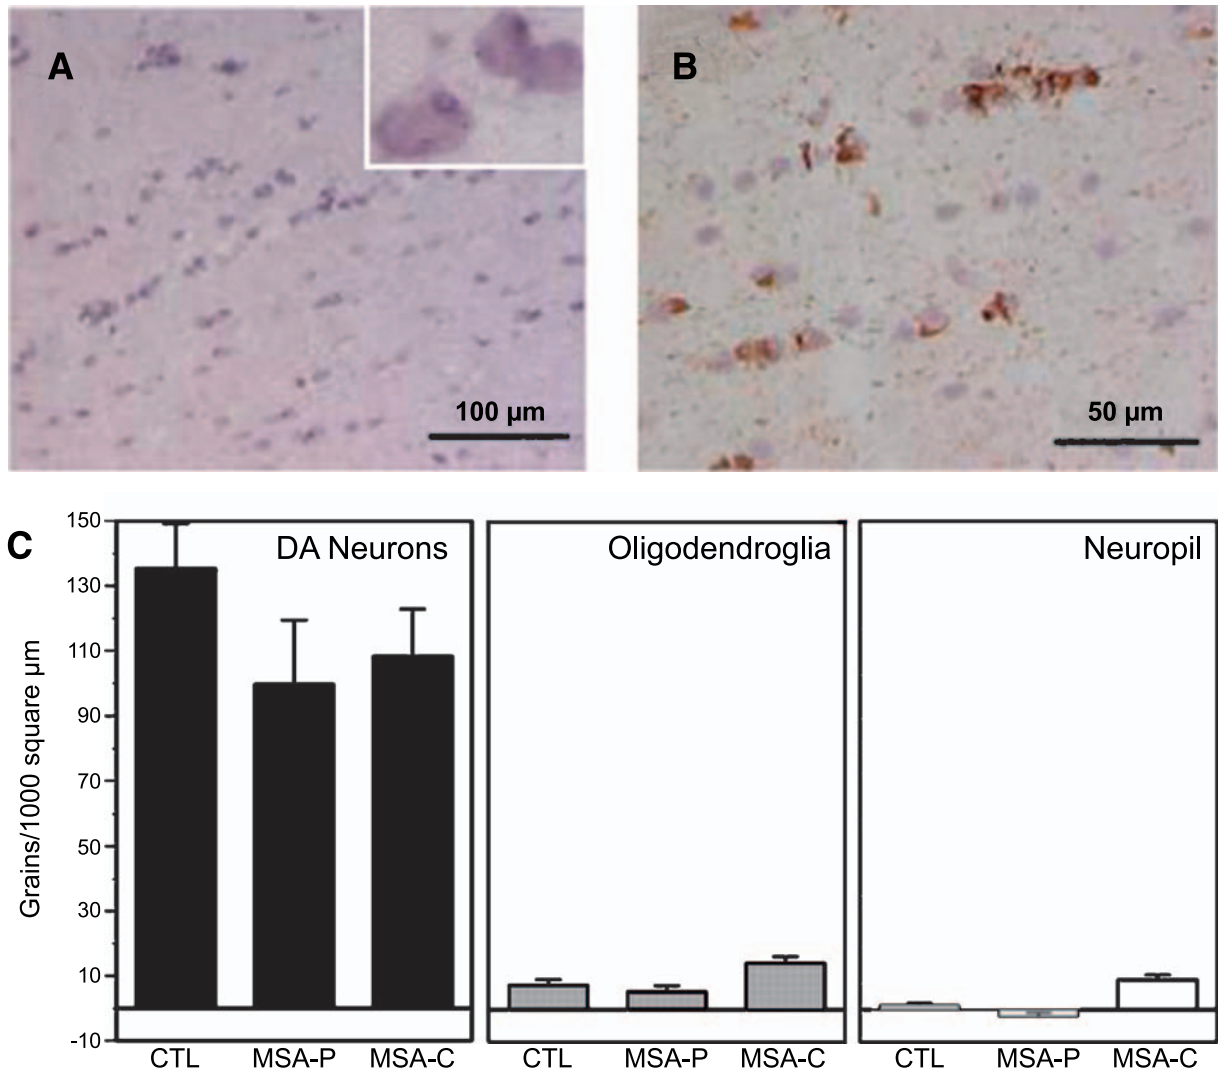 A
B
100 µm
50 µm
C
DA Neurons
Oligodendroglia
Neuropil
Grains/1000 square µm
150
130
110
90
70
50
30
10
-10
CTL MSA-P MSA-C CTL MSA-P MSA-C CTL MSA-P MSA-C